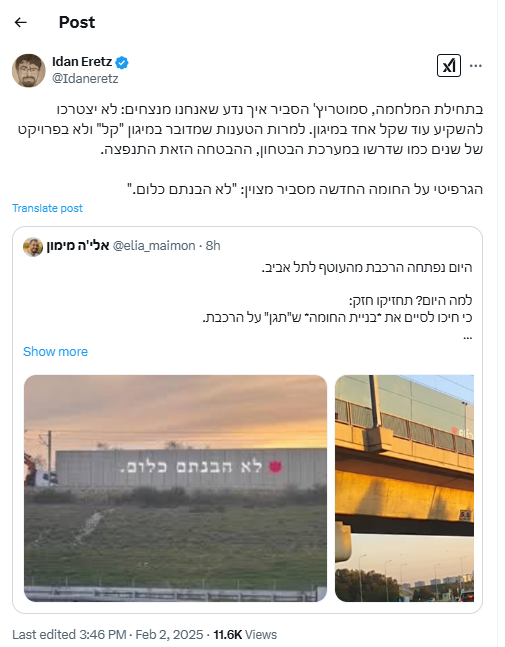 Post
Idan Eretz
@Idaneretz
בתחילת המלחמה, סמוטריץ' הסביר איך נדע שאנחנו מנצחים: לא יצטרכו
להשקיע עוד שקל אחד במיגון. למרות הטענות שמדובר במיגון "קל" ולא בפרויקט
של שנים כמו שדרשו במערכת הבטחון, ההבטחה הזאת התנפצה.
הגרפיטי על החומה החדשה מסביר מצוין: "לא הבנתם כלום."
Translate post
אלי'ה מימון @elia_maimon · 8h
היום נפתחה הרכבת מהעוטף לתל אביב.
למה היום? תחזיקו חזק:
כי חיכו לסיים את *בניית החומה* ש"תגן" על הרכבת.
...
Show more
לא הבנתם כלום.
Last edited 3:46 PM · Feb 2, 2025 · 11.6K Views